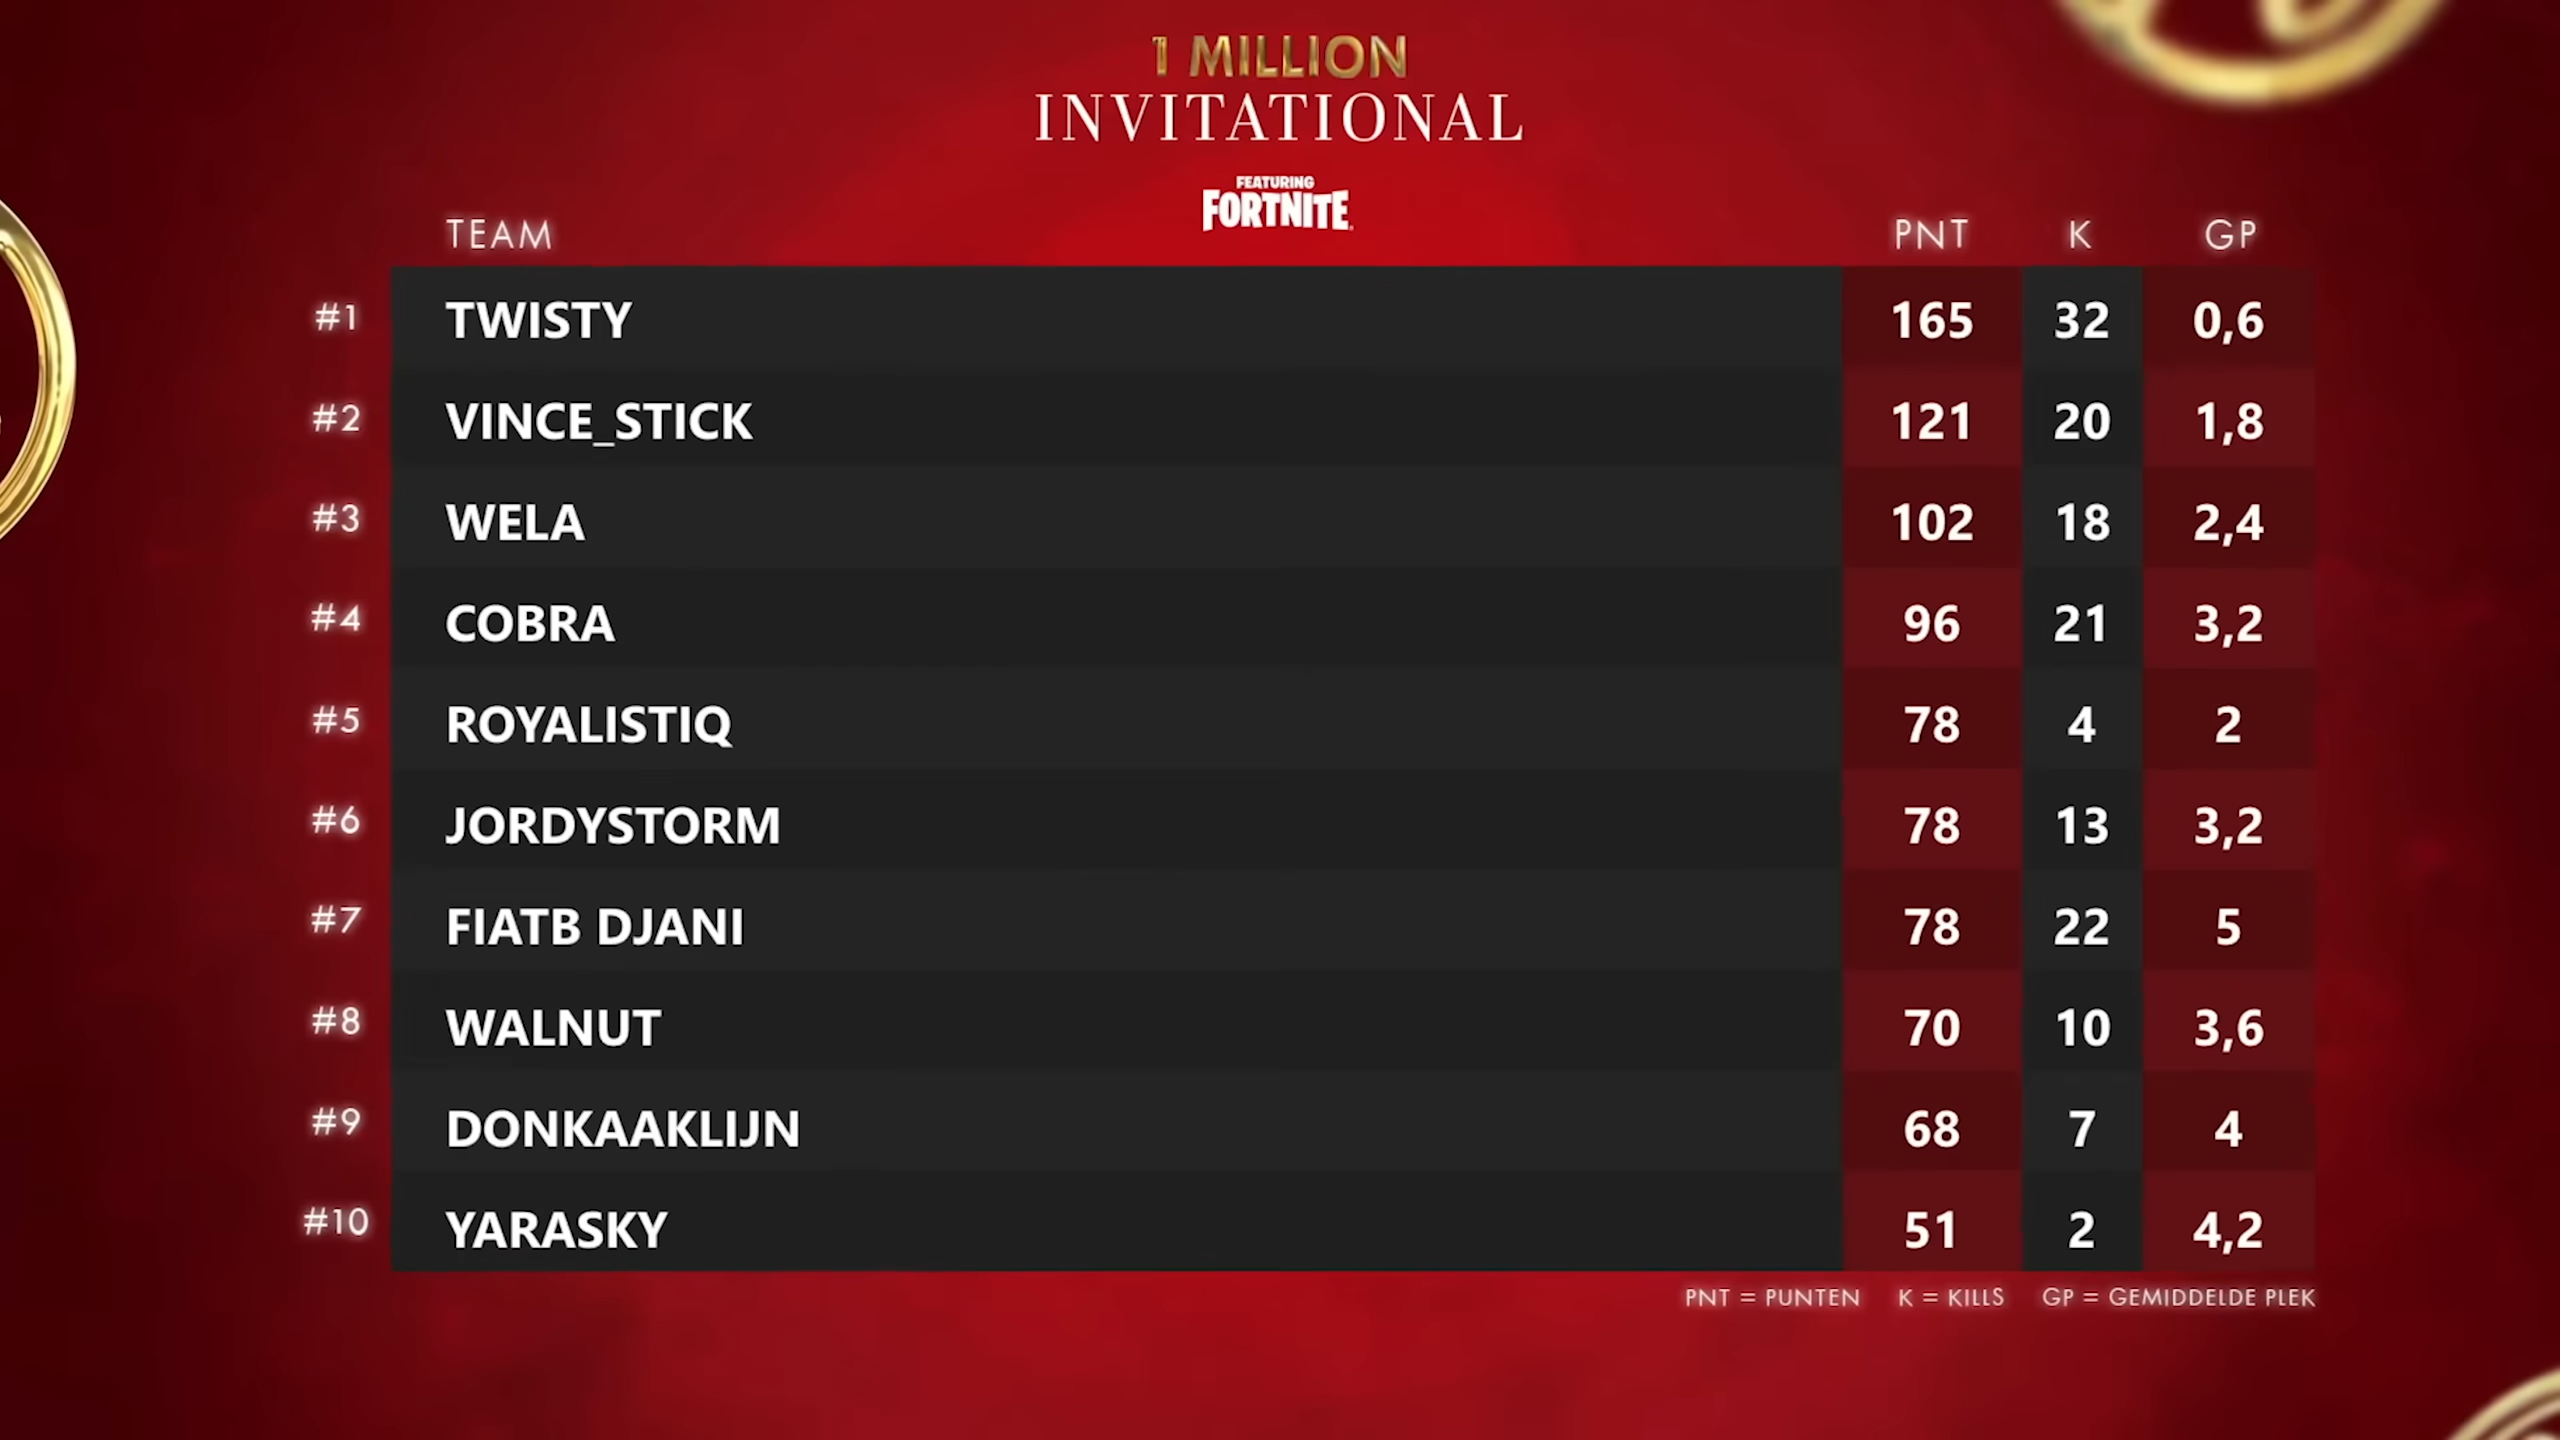 1 MILLION
INVITATIONAL
FEATURING
FORTNITE
TEAM PNT K GP
#1 TWISTY 165 32 0,6
#2 VINCE_STICK 121 20 1,8
#3 WELA 102 18 2,4
#4 COBRA 96 21 3,2
#5 ROYALISTIQ 78 4 2
#6 JORDYSTORM 78 13 3,2
#7 FIATB DJANI 78 22 5
#8 WALNUT 70 10 3,6
#9 DONKAAKLIJN 68 7 4
#10 YARASKY 51 2 4,2
PNT = PUNTEN K = KILLS GP = GEMIDDELDE PLEK